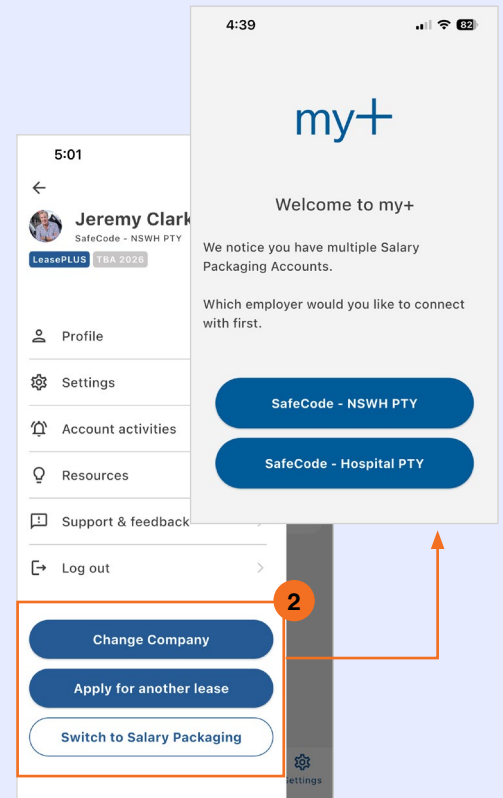 4:39
82
my+
Welcome to my+
We notice you have multiple Salary
Packaging Accounts.
Which employer would you like to connect
with first.
SafeCode - NSWH PTY
SafeCode - Hospital PTY
5:01
Jeremy Clark
SafeCode - NSWH PTY
LeasePLUS
TBA 2026
Profile
Settings
Account activities
Resources
Support & feedback
Log out
2
Change Company
Apply for another lease
Switch to Salary Packaging
ettings